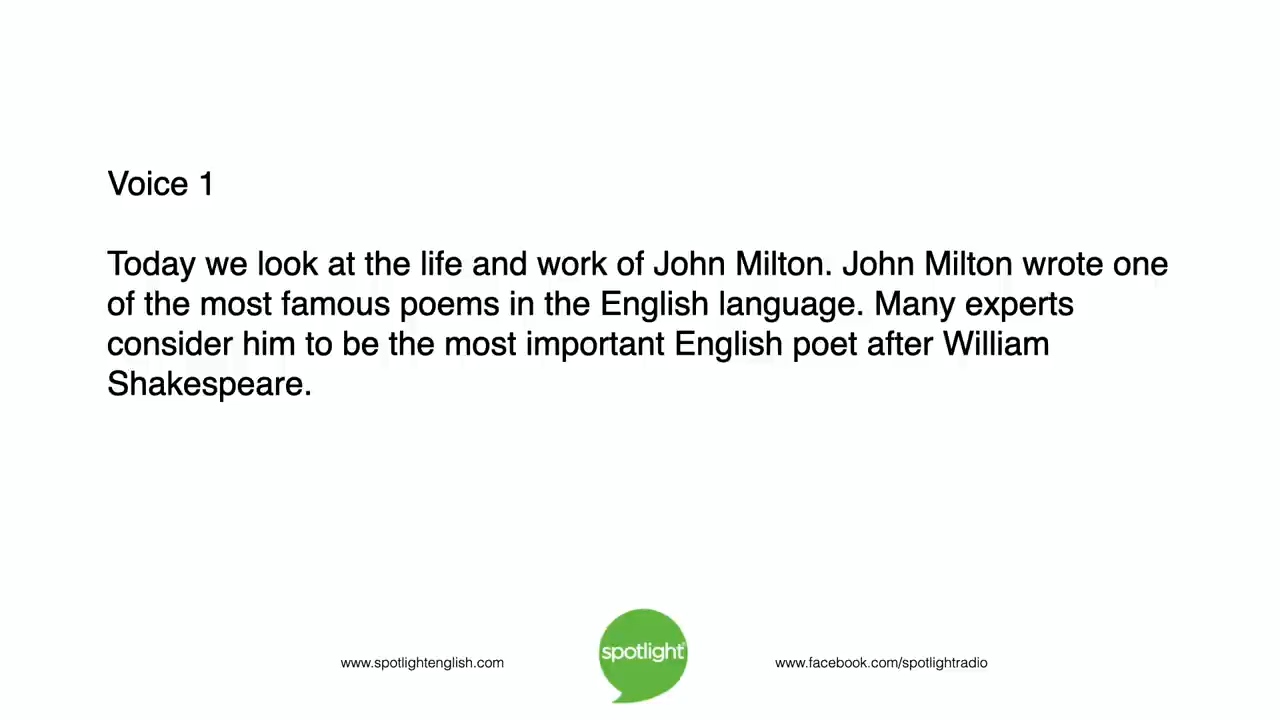 Voice 1
Today we look at the life and work of John Milton. John Milton wrote one
of the most famous poems in the English language. Many experts
consider him to be the most important English poet after William
Shakespeare.
www.spotlightenglish.com
spotlight
www.facebook.com/spotlightradio